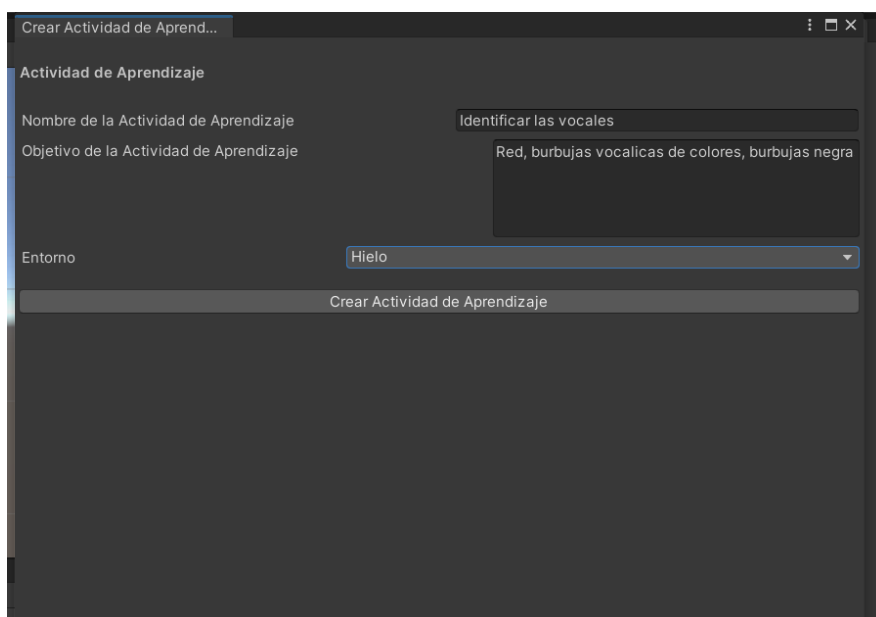 Crear Actividad de Aprend...
Actividad de Aprendizaje
Nombre de la Actividad de Aprendizaje Identificar las vocales
Objetivo de la Actividad de Aprendizaje Red, burbujas vocalicas de colores, burbujas negra
Entorno Hielo
Crear Actividad de Aprendizaje